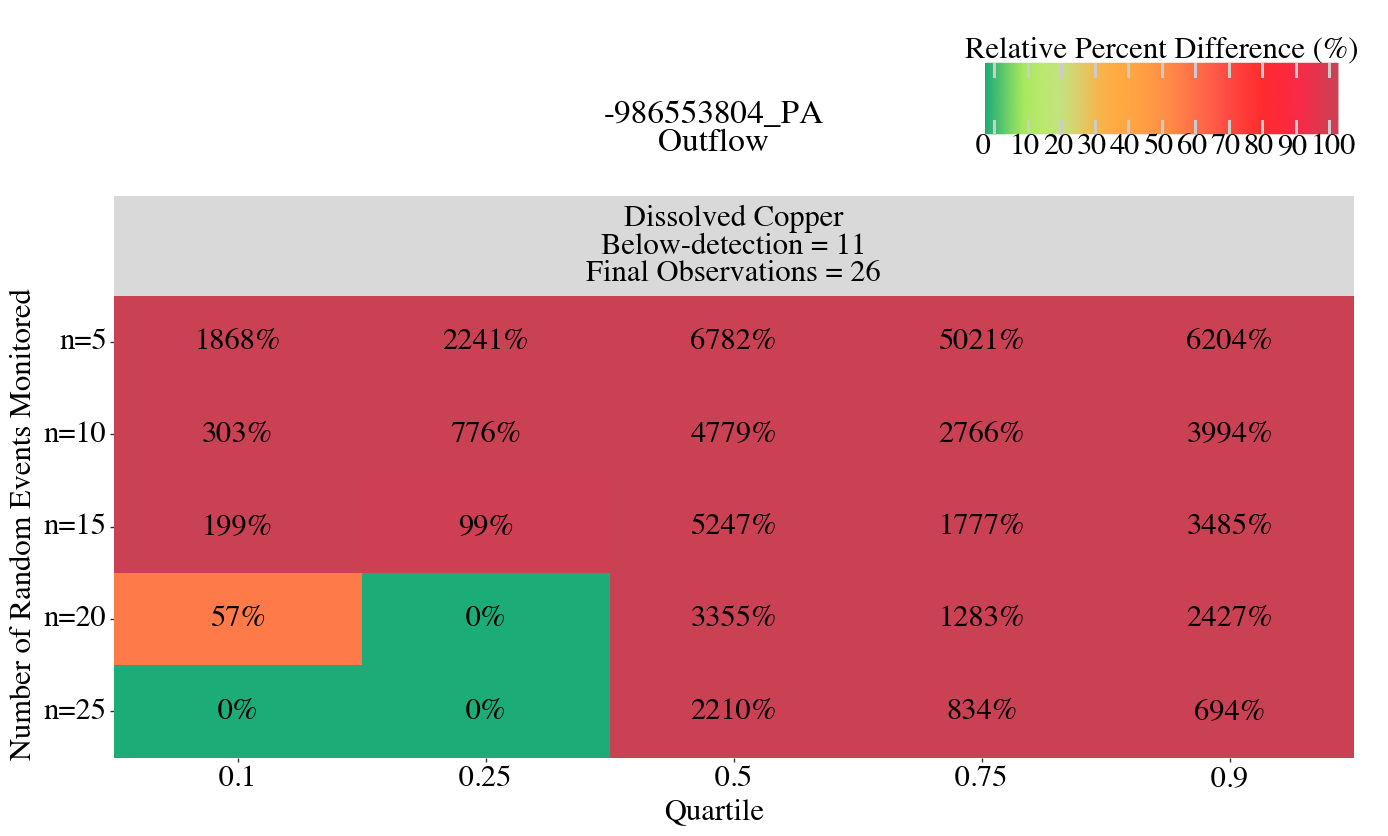 Relative Percent Difference (%)
0 10 20 30 40 50 60 70 80 90 100
-986553804_PA
Outflow
Dissolved Copper
Below-detection = 11
Final Observations = 26
Number of Random Events Monitored
n=5 1868% 2241% 6782% 5021% 6204%
n=10 303% 776% 4779% 2766% 3994%
n=15 199% 99% 5247% 1777% 3485%
n=20 57% 0% 3355% 1283% 2427%
n=25 0% 0% 2210% 834% 694%
0.1 0.25 0.5 0.75 0.9
Quartile